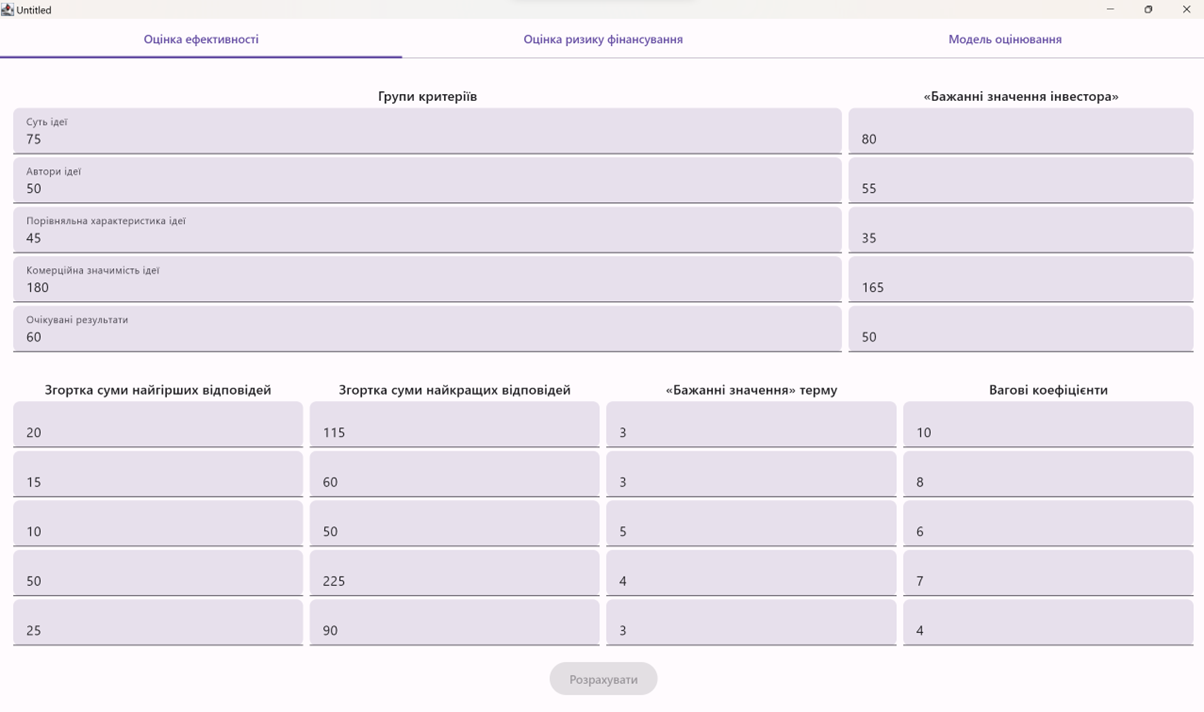 Untitled
Оцінка ефективності Оцінка ризику фінансування Модель оцінювання
Групи критеріїв «Бажанні значення інвестора»
Суть ідеї
75 80
Автори ідеї
50 55
Порівняльна характеристика ідеї
45 35
Комерційна значимість ідеї
180 165
Очікувані результати
60 50
Згортка суми найгірших відповідей Згортка суми найкращих відповідей «Бажанні значення» терму Вагові коефіцієнти
20 115 3 10
15 60 3 8
10 50 5 6
50 225 4 7
25 90 3 4
Розрахувати